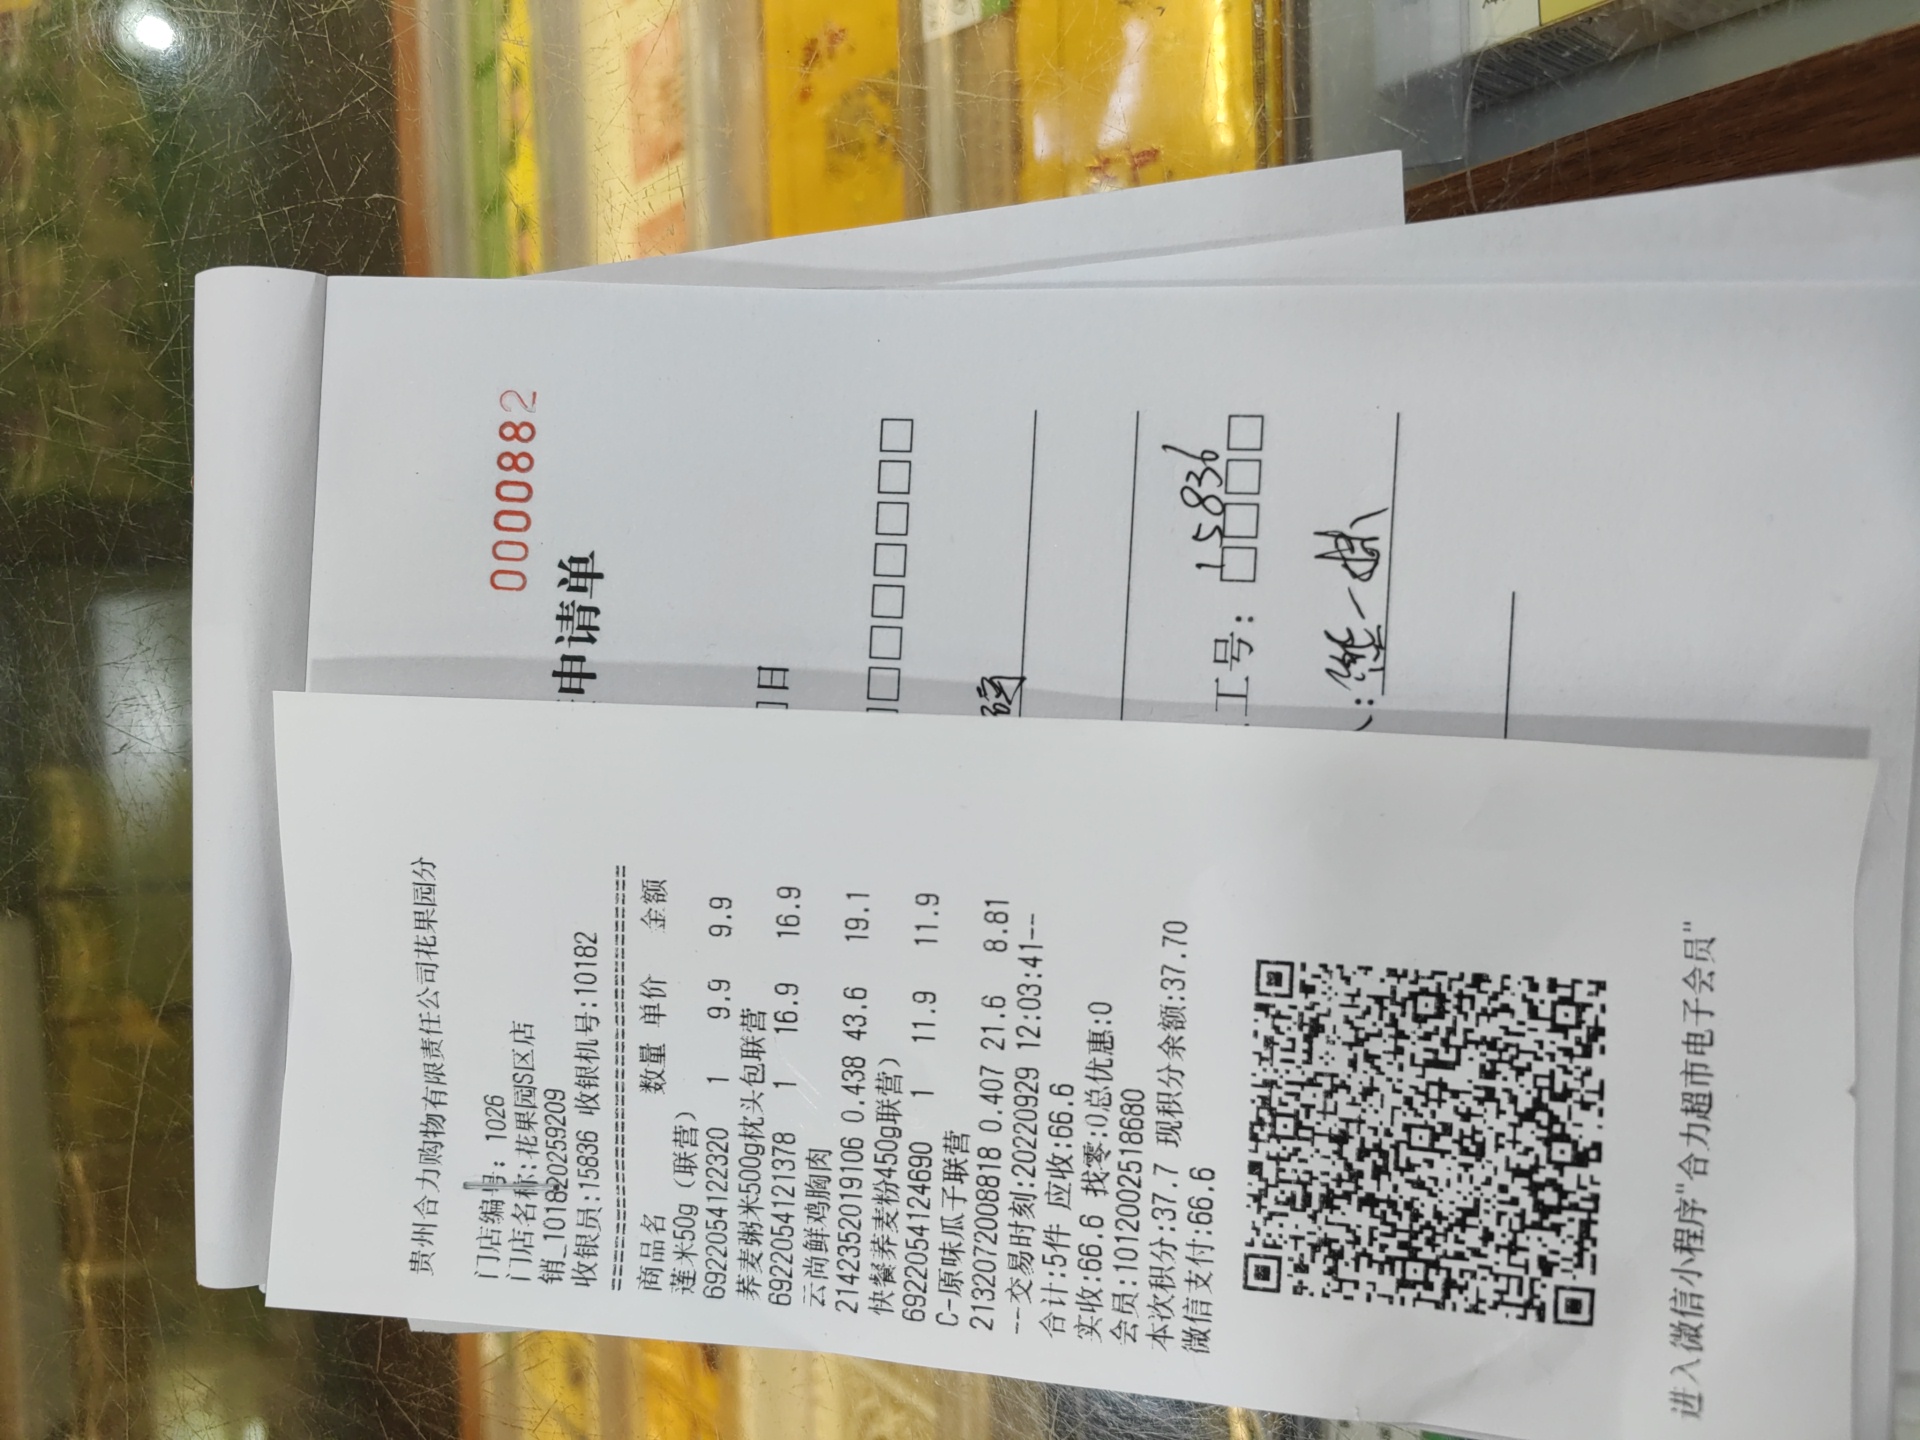 贵州合力购物有限责任公司花果园分
门店编号: 1026
门店名称:花果园S区店
销_10182029259209
收银员:15836 收银机号:10182
商品名 数量 单价 金额
莲米50g（联营）
6922054122320 1 9.9 9.9
荞麦粥米500g枕头包联营
6922054121378 1 16.9 16.9
云尚鲜鸡胸肉
2142352019106 0.438 43.6 19.1
快餐荞麦粉450g联营）
6922054124690 1 11.9 11.9
C-原味瓜子联营
2132072008818 0.407 21.6 8.81
--交易时刻:20220929 12:03:41--
合计:5件 应收:66.6
实收:66.6 找零:0总优惠:0
会员:10120002518680
本次积分:37.7 现积分余额:37.70
微信支付:66.6
进入微信小程序"合力超市电子会员"
0000882
申请单
日
工号: 15836